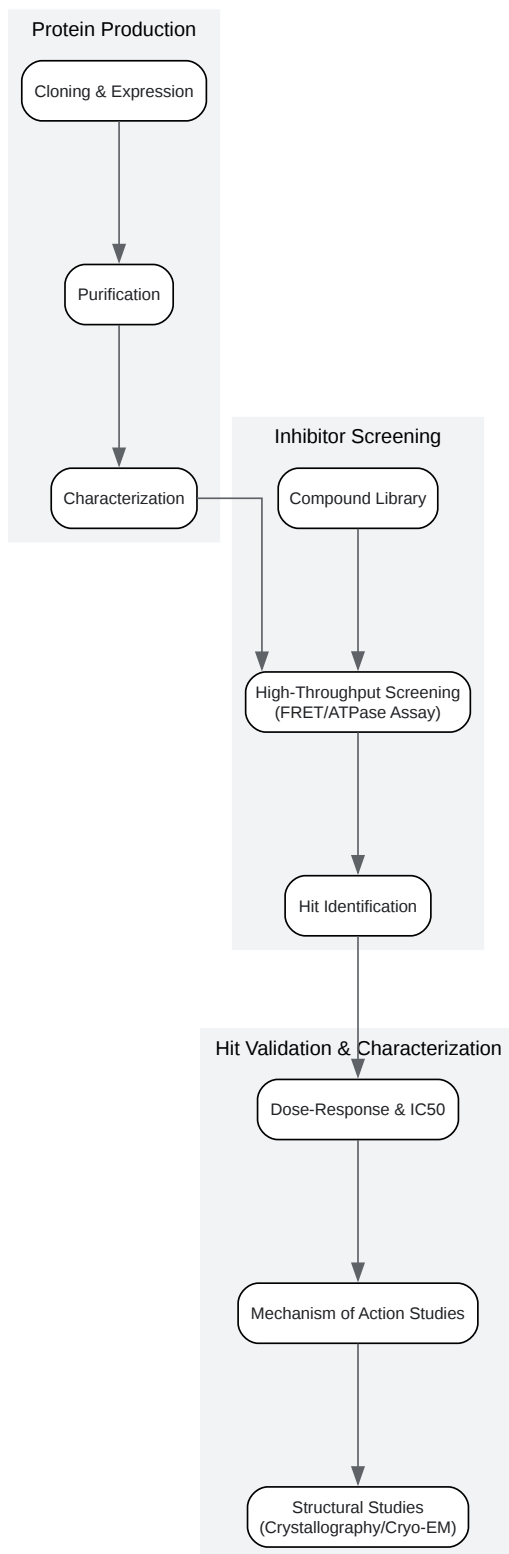 Protein Production
Cloning & Expression
Purification
Characterization
Inhibitor Screening
Compound Library
High-Throughput Screening
(FRET/ATPase Assay)
Hit Identification
Hit Validation & Characterization
Dose-Response & IC50
Mechanism of Action Studies
Structural Studies
(Crystallography/Cryo-EM)